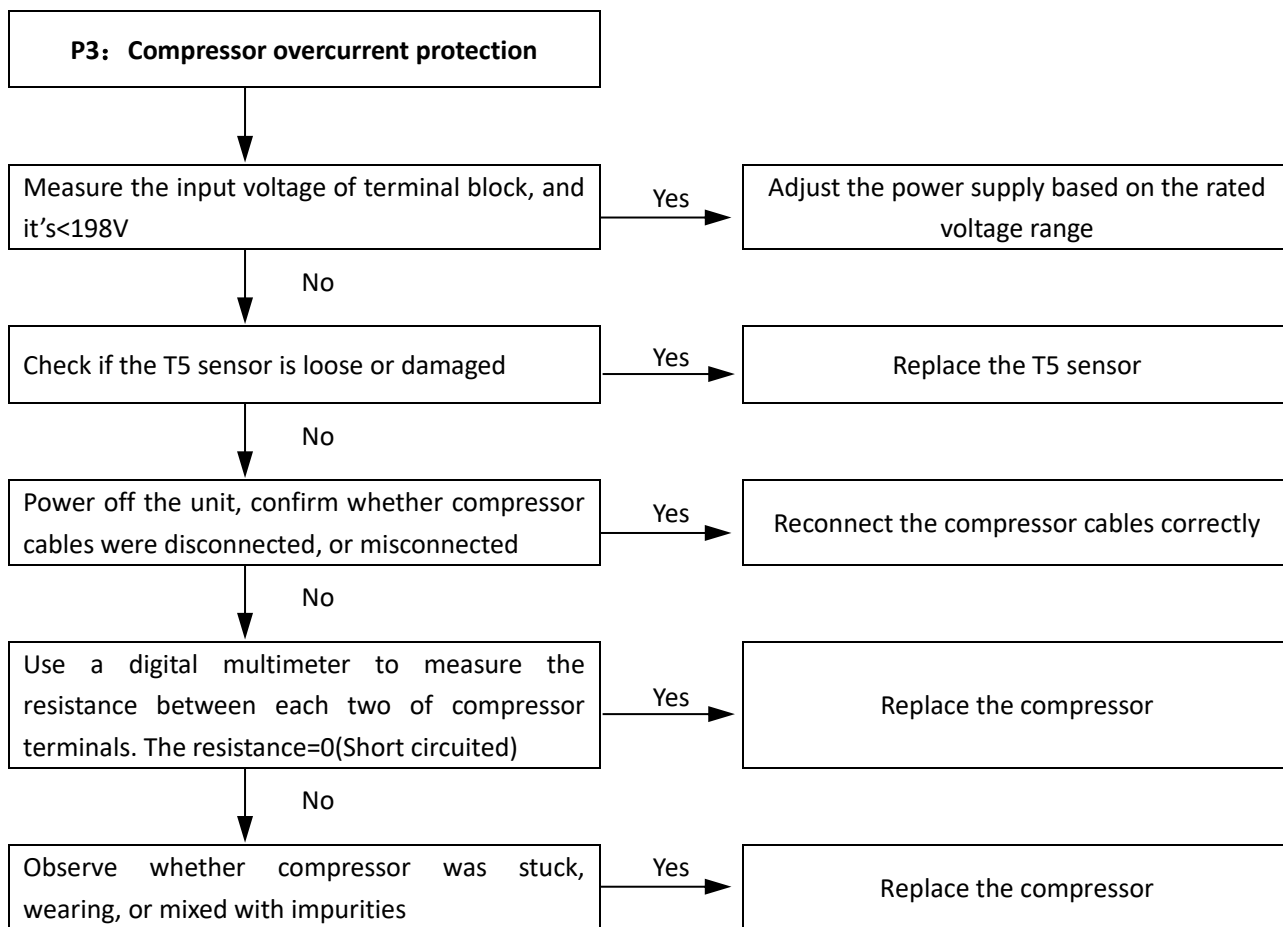 P3：Compressor overcurrent protection
Measure the input voltage of terminal block, and
it’s<198V
Yes
Adjust the power supply based on the rated
voltage range
No
Check if the T5 sensor is loose or damaged
Yes
Replace the T5 sensor
No
Power off the unit, confirm whether compressor
cables were disconnected, or misconnected
Yes
Reconnect the compressor cables correctly
No
Use a digital multimeter to measure the
resistance between each two of compressor
terminals. The resistance=0(Short circuited)
Yes
Replace the compressor
No
Observe whether compressor was stuck,
wearing, or mixed with impurities
Yes
Replace the compressor